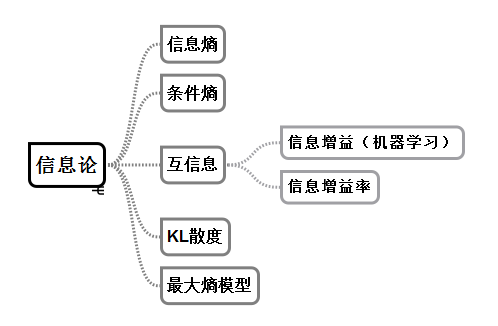 信息熵
条件熵
信息论
互信息
信息增益（机器学习）
信息增益率
KL散度
最大熵模型